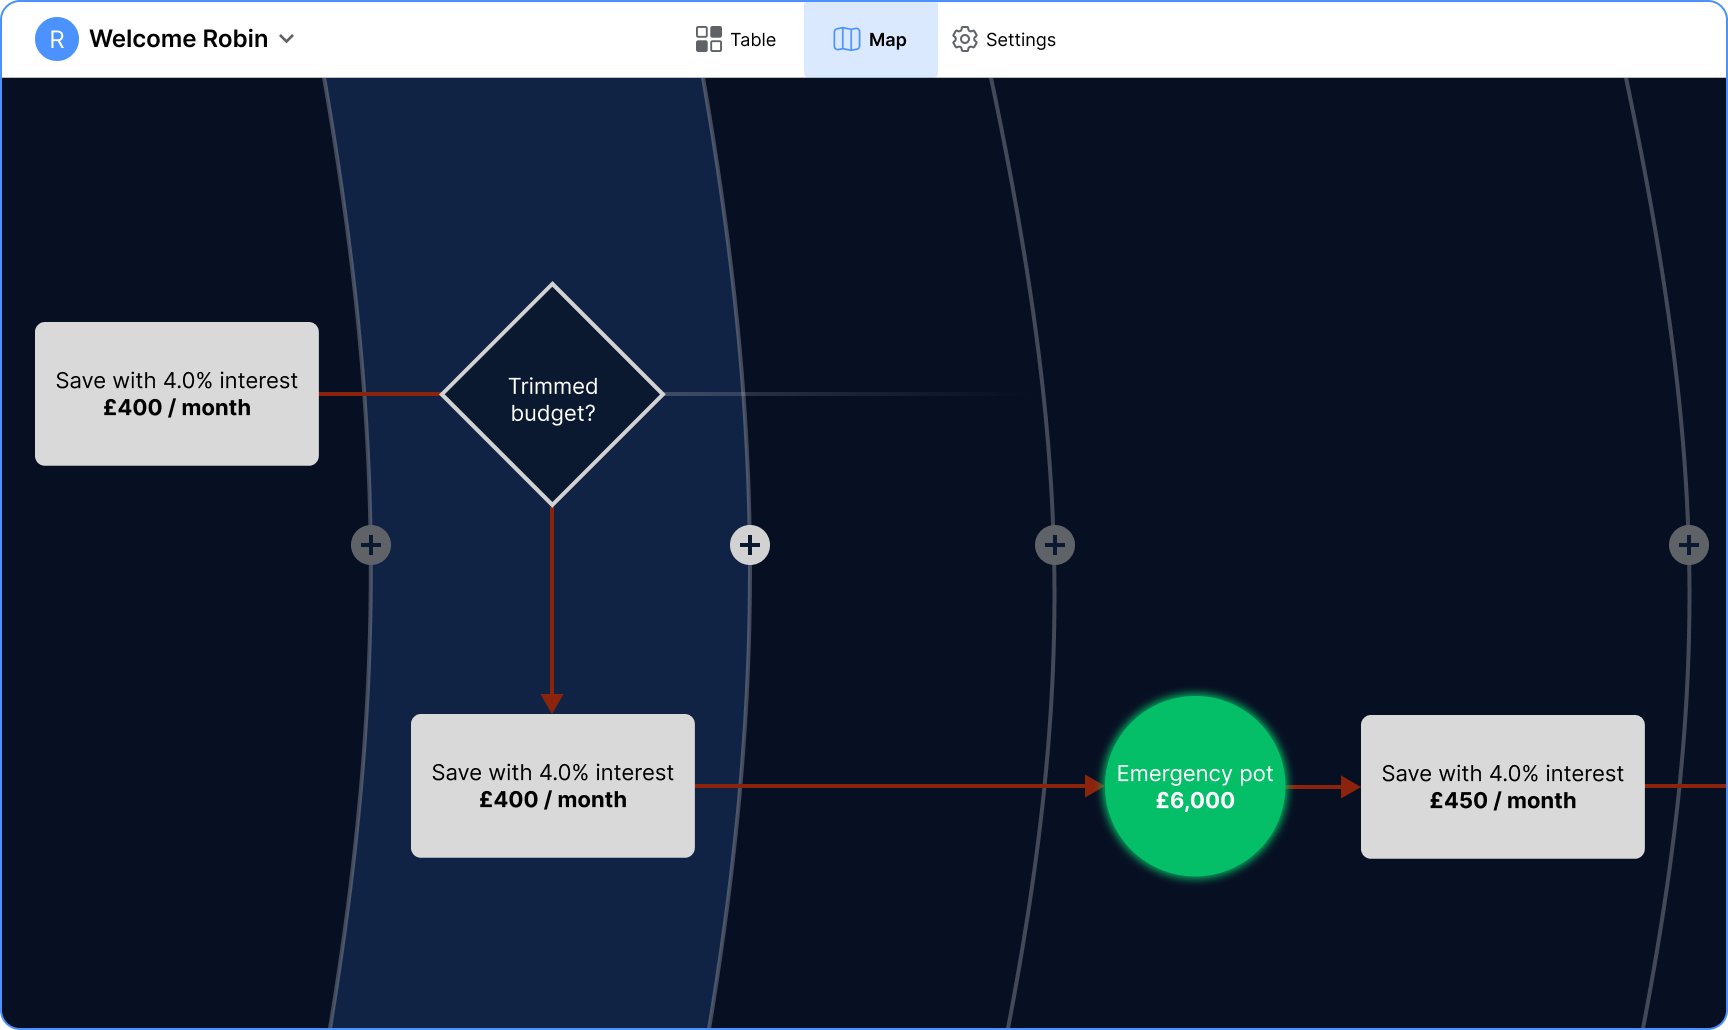 R
Welcome Robin
Table
Map
Settings
Save with 4.0% interest
£400 / month
Trimmed
budget?
Save with 4.0% interest
£400 / month
Emergency pot
£6,000
Save with 4.0% interest
£450 / month